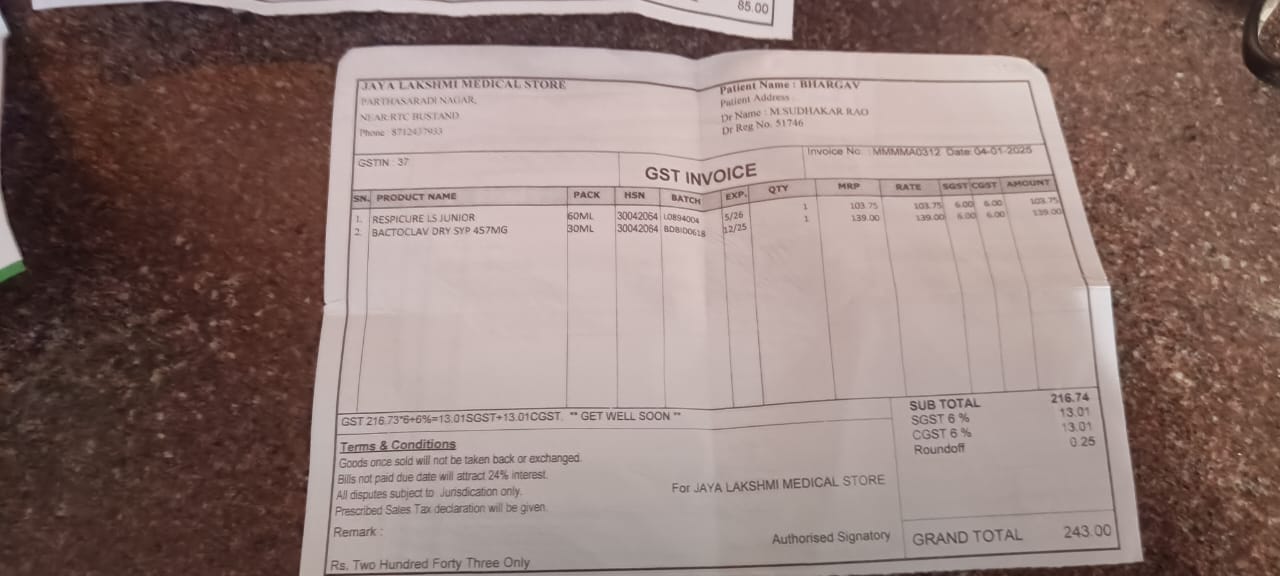 85.00
JAYA LAKSHMI MEDICAL STORE
PARTHASARADI NAGAR,
NEAR:RTC BUSTAND
Phone : 8712437933
Patient Name : BHARGAV
Patient Address :
Dr Name : M.SUDHAKAR RAO
Dr Reg No. 51746
GSTIN : 37
GST INVOICE
Invoice No. : MMMMA0312 Date: 04-01-2025
SN. PRODUCT NAME PACK HSN BATCH EXP. QTY MRP RATE SGST CGST AMOUNT
1. RESPICURE LS JUNIOR 60ML 30042064 L0894004 5/26 1 103.75 103.75 6.00 6.00 103.75
2. BACTOCLAV DRY SYP 457MG 30ML 30042064 BDBID0618 12/25 1 139.00 139.00 6.00 6.00 139.00
GST 216.73*6+6%=13.01SGST+13.01CGST. ** GET WELL SOON **
SUB TOTAL 216.74
SGST 6 % 13.01
CGST 6 % 13.01
Roundoff 0.25
Terms & Conditions
Goods once sold will not be taken back or exchanged.
Bills not paid due date will attract 24% interest.
All disputes subject to Jurisdication only.
Prescribed Sales Tax declaration will be given.
For JAYA LAKSHMI MEDICAL STORE
Remark :
Authorised Signatory
GRAND TOTAL 243.00
Rs. Two Hundred Forty Three Only